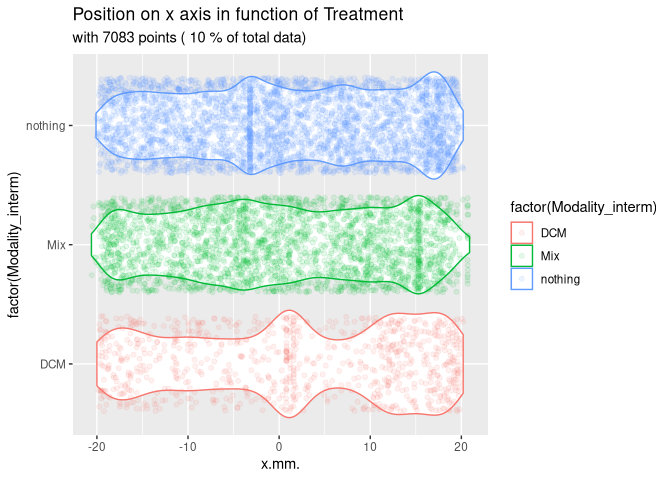 Position on x axis in function of Treatment
with 7083 points ( 10 % of total data)
factor(Modality_interm)
nothing
Mix
DCM
-20 -10 0 10 20
x.mm.
factor(Modality_interm)
DCM
Mix
nothing